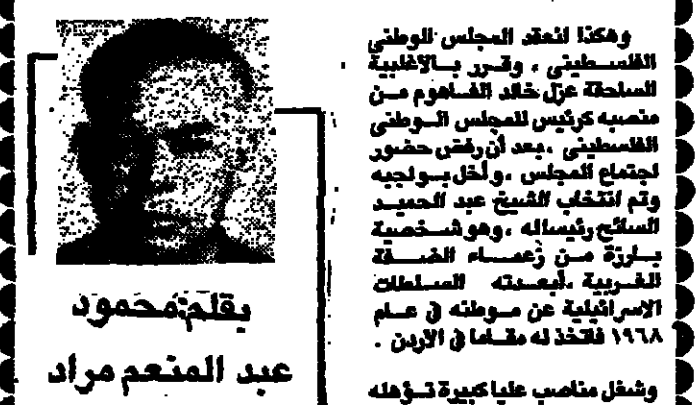 وهكذا انعقد المجلس الوطني
الفلسطيني ، وقرر بالاغلبية
الساحقة عزل خالد الفاهوم من
منصبه كرئيس للمجلس الوطني
الفلسطيني ، بعد أن رفض حضور
اجتماع المجلس ، وأخل بواجبه
وتم انتخاب الشيخ عبد الحميد
السائح رئيسا له ، وهو شخصية
بارزة من زعماء الضفة
الغربية ، أبعدته السلطات
الاسرائيلية عن موطنه في عام
١٩٦٨ فاتخذ له مقاما في الاردن .
وشغل مناصب عليا كبيرة تؤهله
بقلم : محمود
عبد المنعم مراد